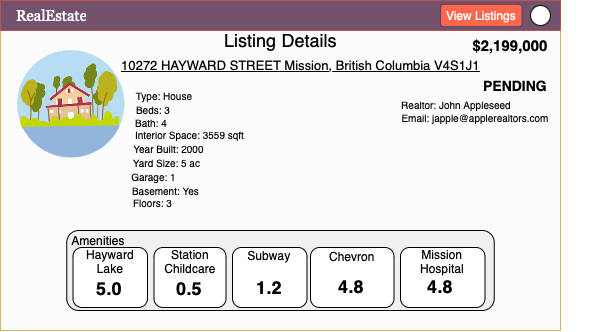 RealEstate
View Listings
Listing Details
$2,199,000
10272 HAYWARD STREET Mission, British Columbia V4S1J1
PENDING
Realtor: John Appleseed
Email: japple@applerealtors.com
Type: House
Beds: 3
Bath: 4
Interior Space: 3559 sqft
Year Built: 2000
Yard Size: 5 ac
Garage: 1
Basement: Yes
Floors: 3
Amenities
Hayward
Lake
5.0
Station
Childcare
0.5
Subway
1.2
Chevron
4.8
Mission
Hospital
4.8